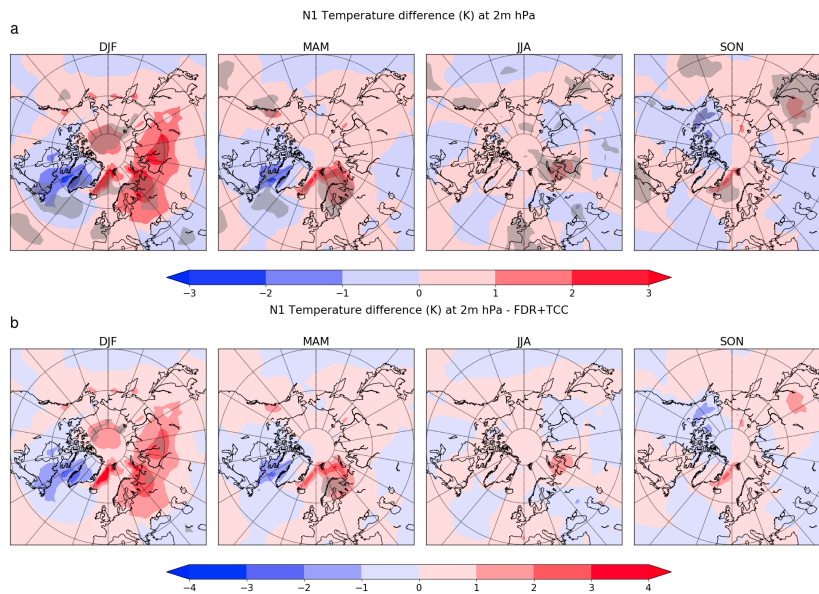 N1 Temperature difference (K) at 2m hPa
a
DJF MAM JJA SON
−3 −2 −1 0 1 2 3
N1 Temperature difference (K) at 2m hPa - FDR+TCC
b
DJF MAM JJA SON
−4 −3 −2 −1 0 1 2 3 4